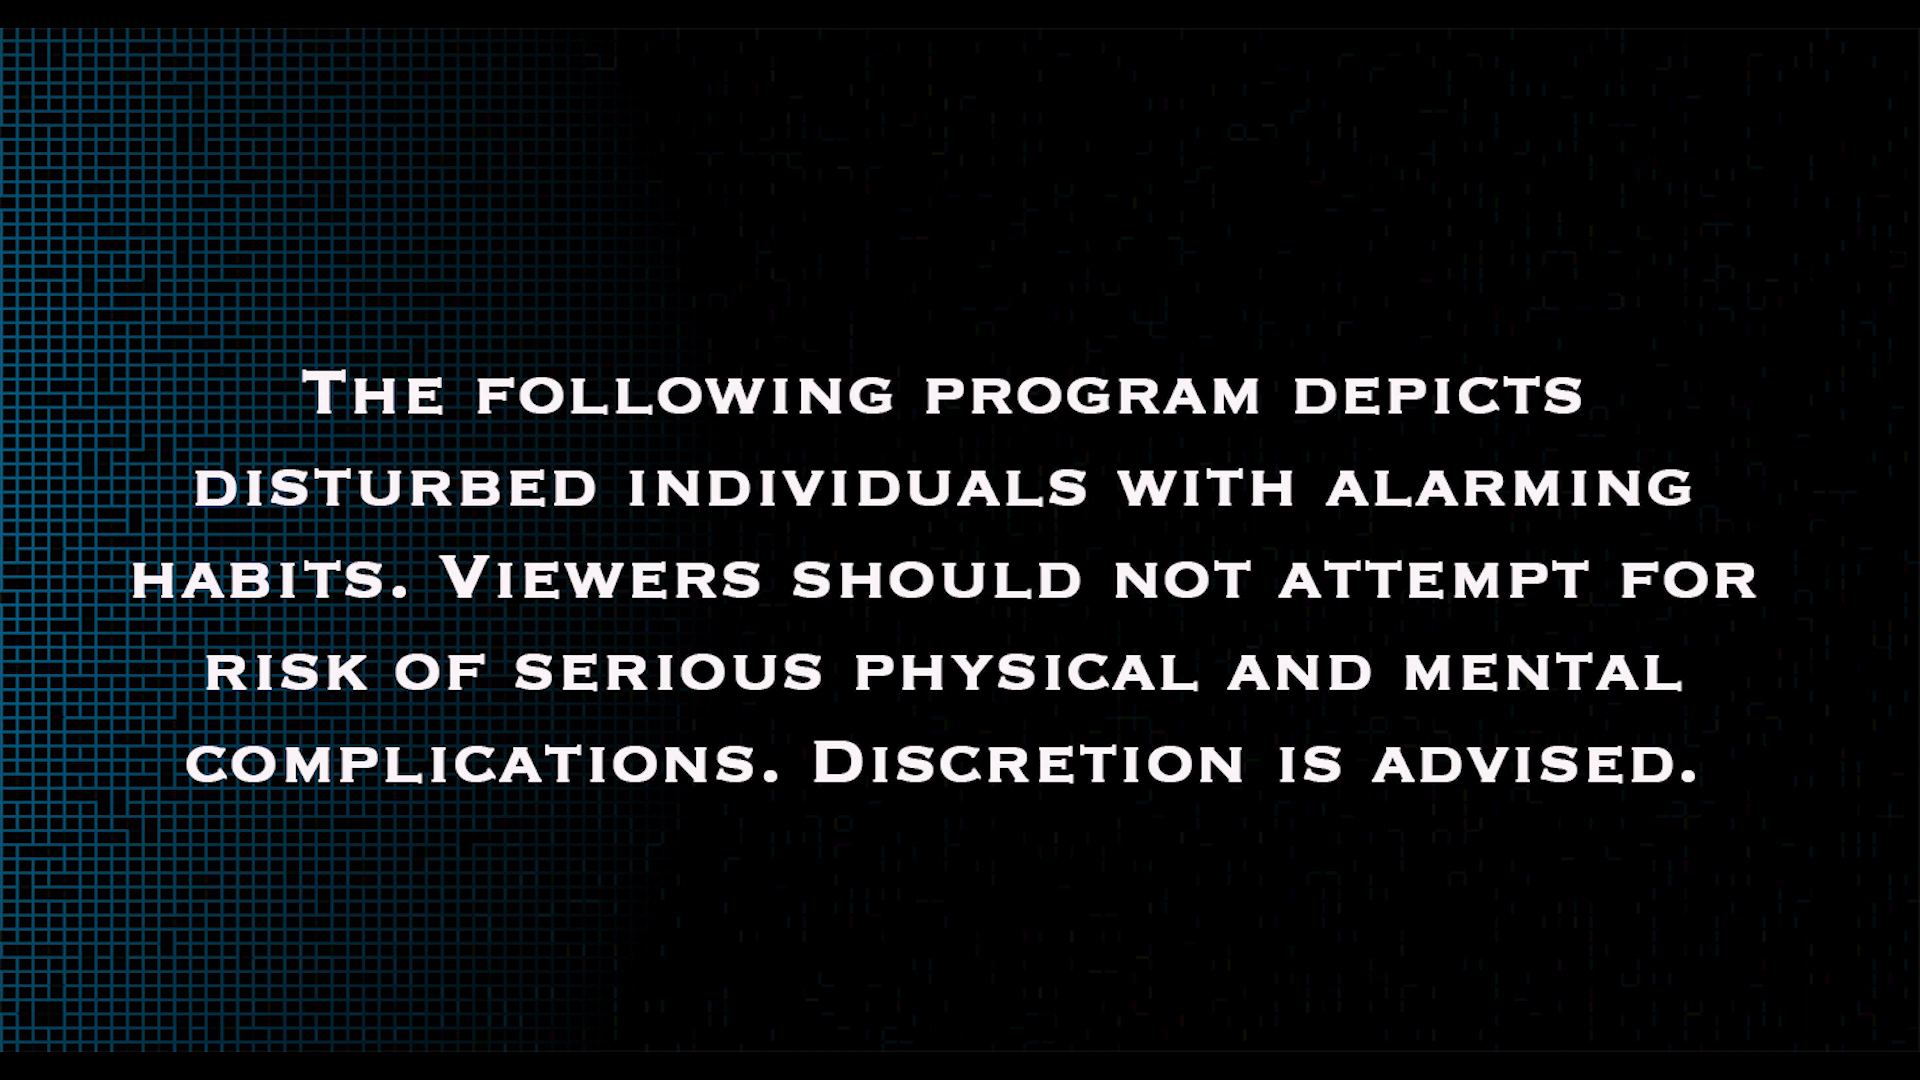 The following program depicts
disturbed individuals with alarming
habits. Viewers should not attempt for
risk of serious physical and mental
complications. Discretion is advised.